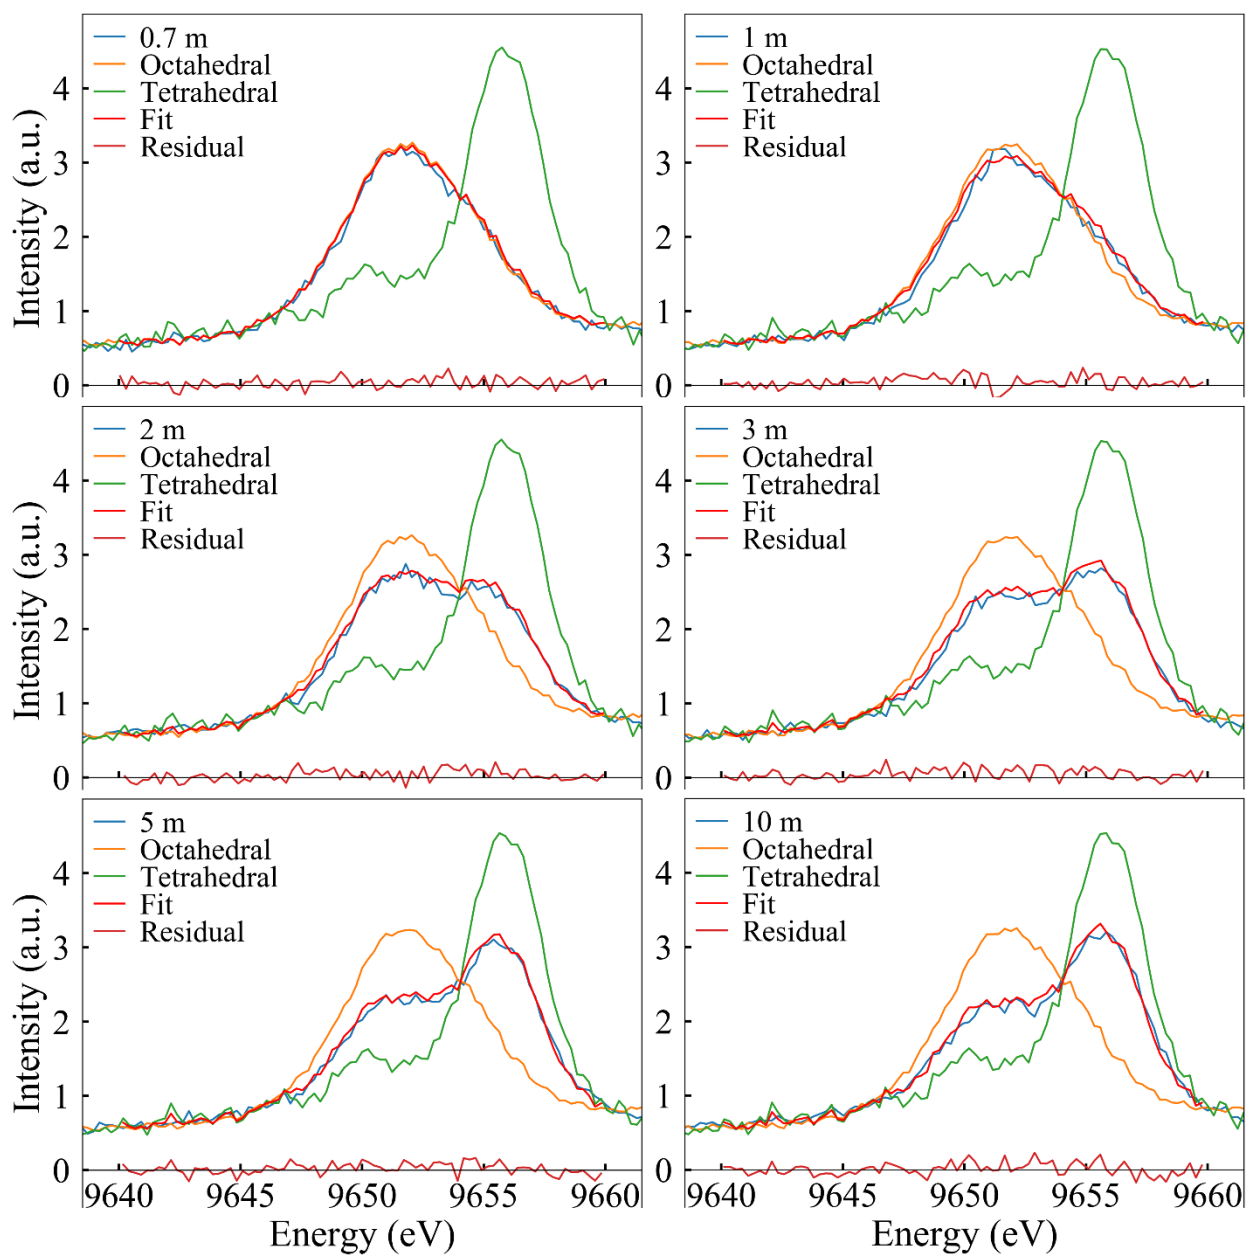 0.7 m
Octahedral
Tetrahedral
Fit
Residual
4
3
2
1
0
Intensity (a.u.)
1 m
Octahedral
Tetrahedral
Fit
Residual
4
3
2
1
0
2 m
Octahedral
Tetrahedral
Fit
Residual
4
3
2
1
0
Intensity (a.u.)
3 m
Octahedral
Tetrahedral
Fit
Residual
4
3
2
1
0
5 m
Octahedral
Tetrahedral
Fit
Residual
4
3
2
1
0
Intensity (a.u.)
9640 9645 9650 9655 9660
Energy (eV)
10 m
Octahedral
Tetrahedral
Fit
Residual
4
3
2
1
0
9640 9645 9650 9655 9660
Energy (eV)